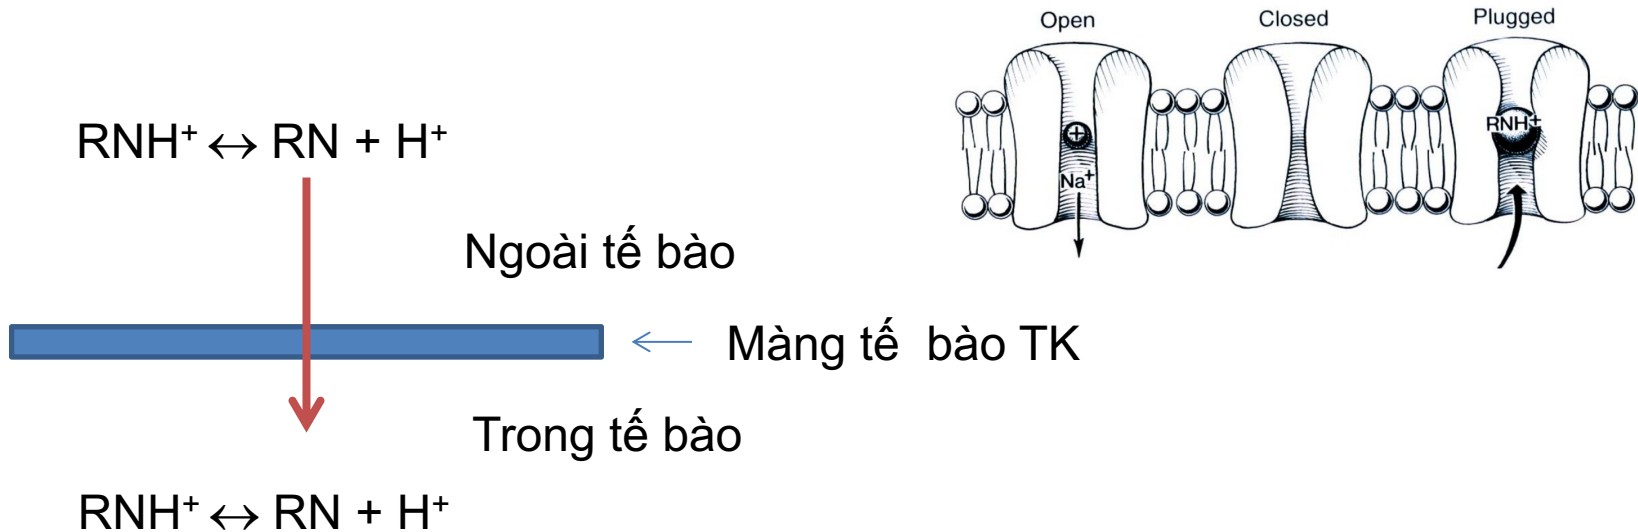 Open Closed Plugged
RNH⁺ ↔ RN + H⁺
RNH⁺
Na⁺
Ngoài tế bào
Màng tế bào TK
Trong tế bào
RNH⁺ ↔ RN + H⁺